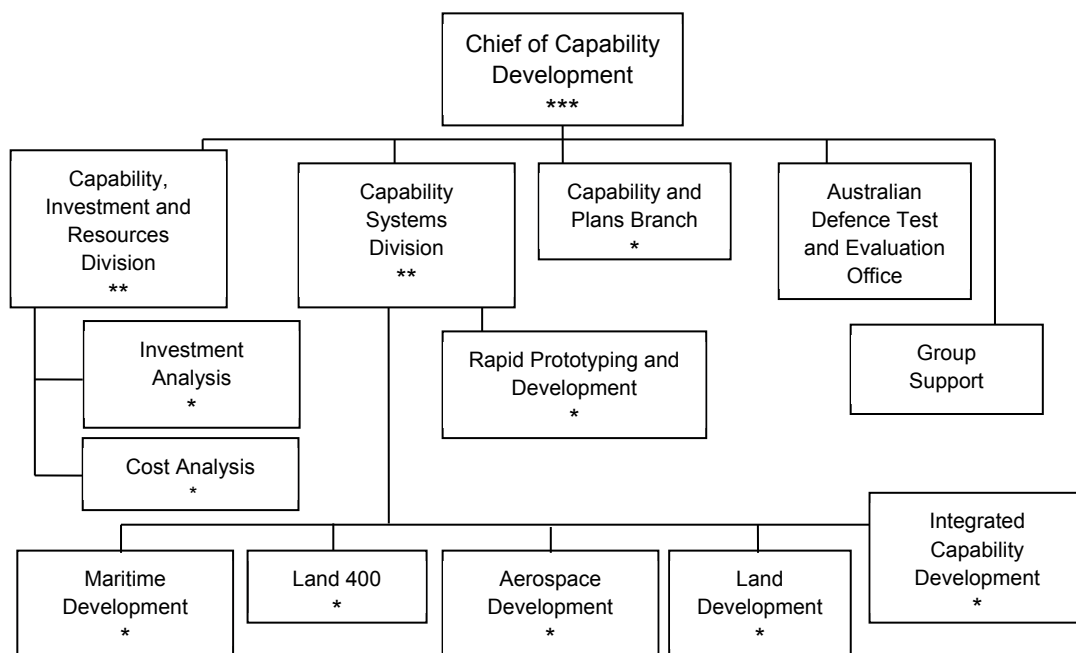 Chief of Capability
Development
***
Capability,
Investment and
Resources
Division
**
Capability
Systems
Division
**
Capability and
Plans Branch
*
Australian
Defence Test
and Evaluation
Office
Investment
Analysis
*
Rapid Prototyping and
Development
*
Group
Support
Cost Analysis
*
Maritime
Development
*
Land 400
*
Aerospace
Development
*
Land
Development
*
Integrated
Capability
Development
*